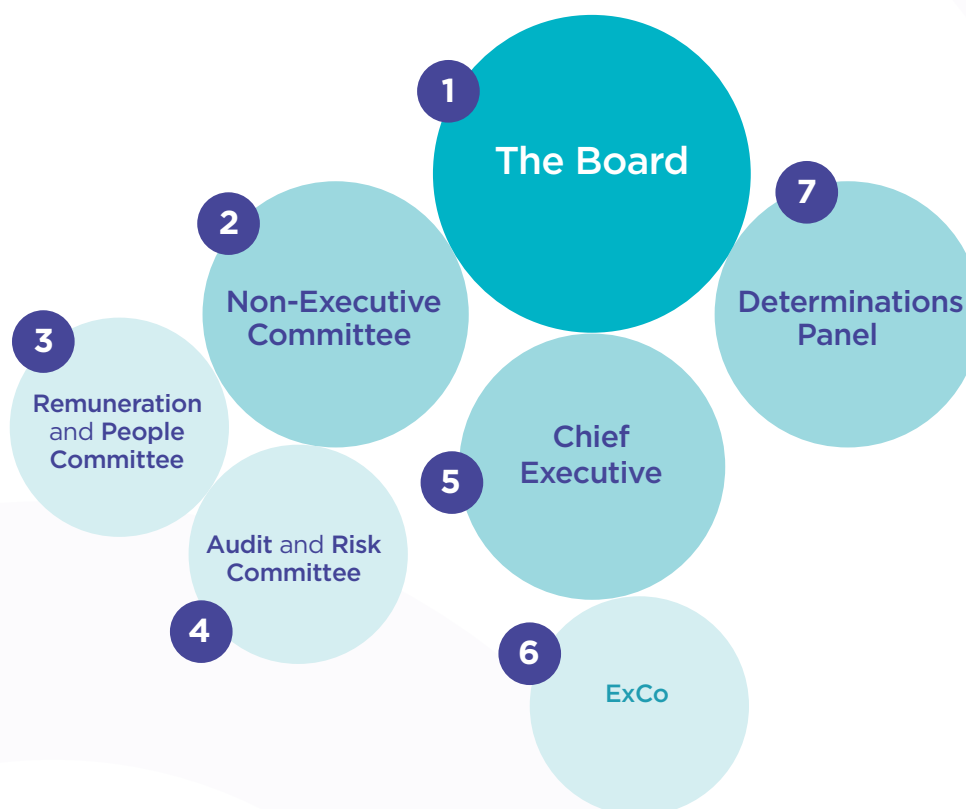 1
The Board
2
Non-Executive
Committee
3
Remuneration
and People
Committee
4
Audit and Risk
Committee
5
Chief
Executive
6
ExCo
7
Determinations
Panel